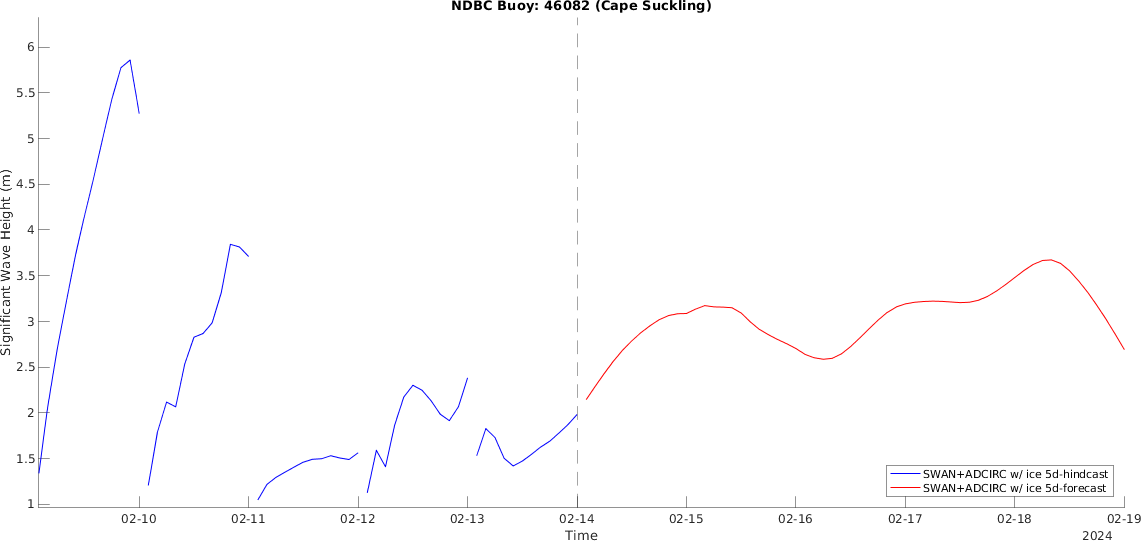 NDBC Buoy: 46082 (Cape Suckling)
6
5.5
5
4.5
4
3.5
3
2.5
2
1.5
1
Significant Wave Height (m)
02-10 02-11 02-12 02-13 02-14 02-15 02-16 02-17 02-18 02-19
Time
2024
SWAN+ADCIRC w/ ice 5d-hindcast
SWAN+ADCIRC w/ ice 5d-forecast